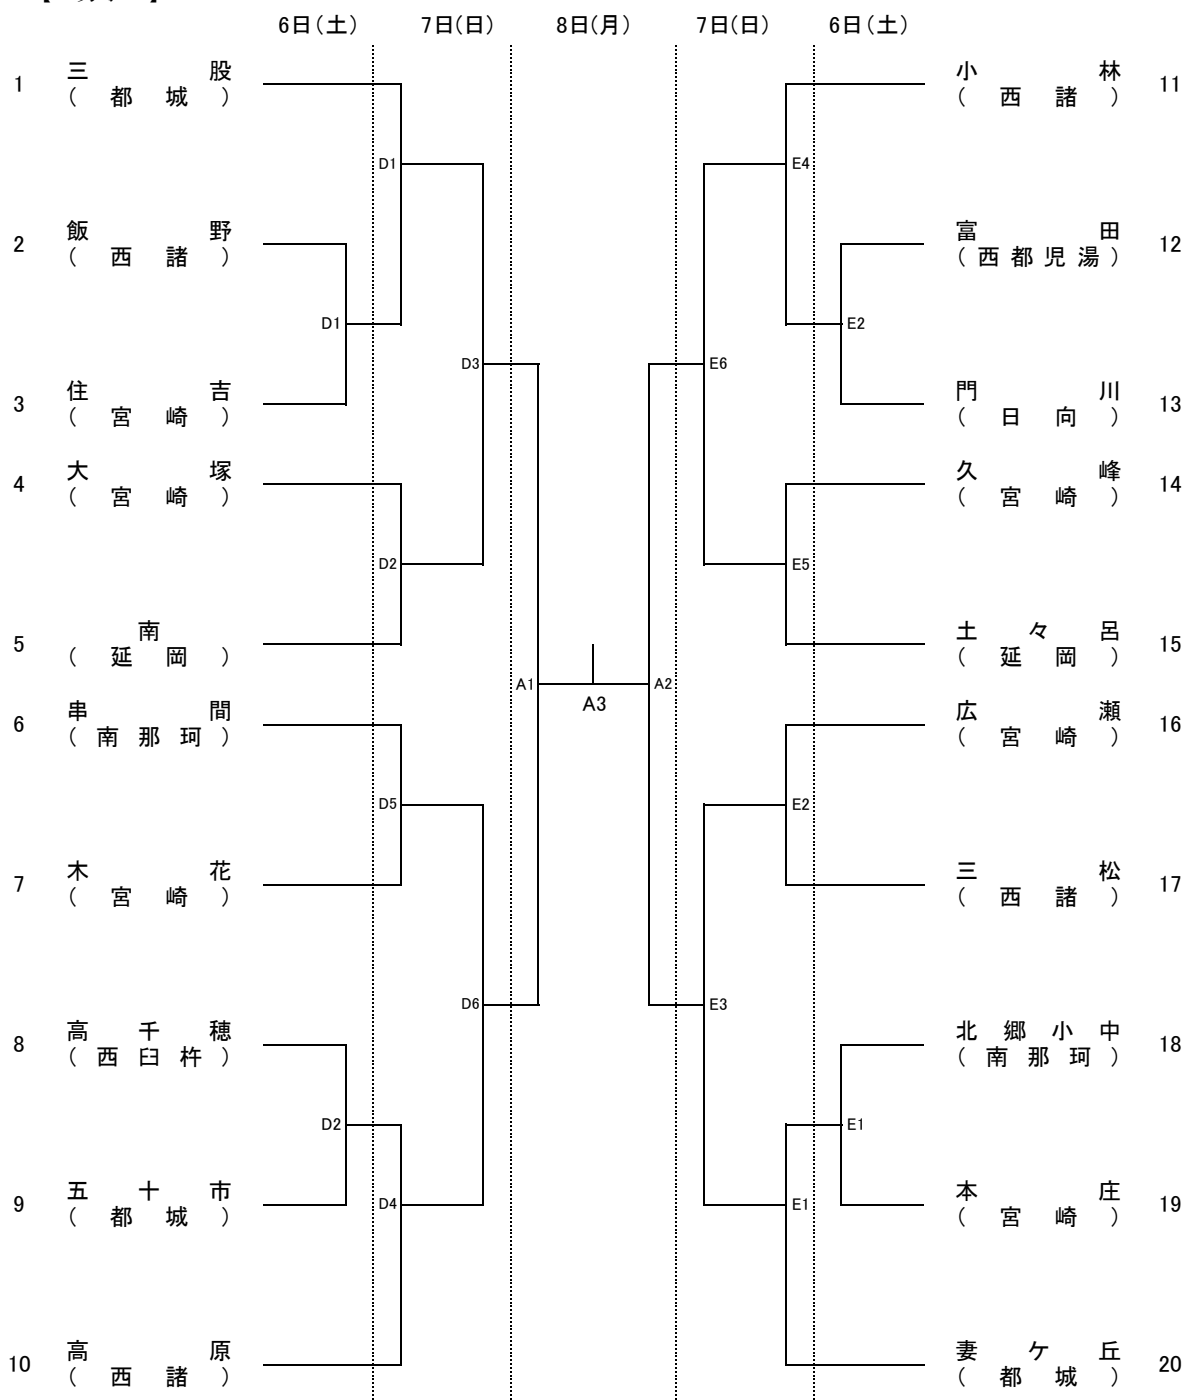 6日(土) 7日(日) 8日(月) 7日(日) 6日(土)
1 三股
(都城)
D1
2 飯野
(西諸)
D1
3 住吉
(宮崎)
D3
4 大塚
(宮崎)
D2
5 南
(延岡)
A1
6 串間
(南那珂)
D5
7 木花
(宮崎)
D6
8 高千穂
(西臼杵)
D2
9 五十市
(都城)
D4
10 高原
(西諸)
A3
小林 11
(西諸)
E4
富田 12
(西都児湯)
E2
門川 13
(日向)
E6
久峰 14
(宮崎)
E5
土々呂 15
(延岡)
A2
広瀬 16
(宮崎)
E2
三松 17
(西諸)
E3
北郷小中 18
(南那珂)
E1
本庄 19
(宮崎)
E1
妻ケ丘 20
(都城)